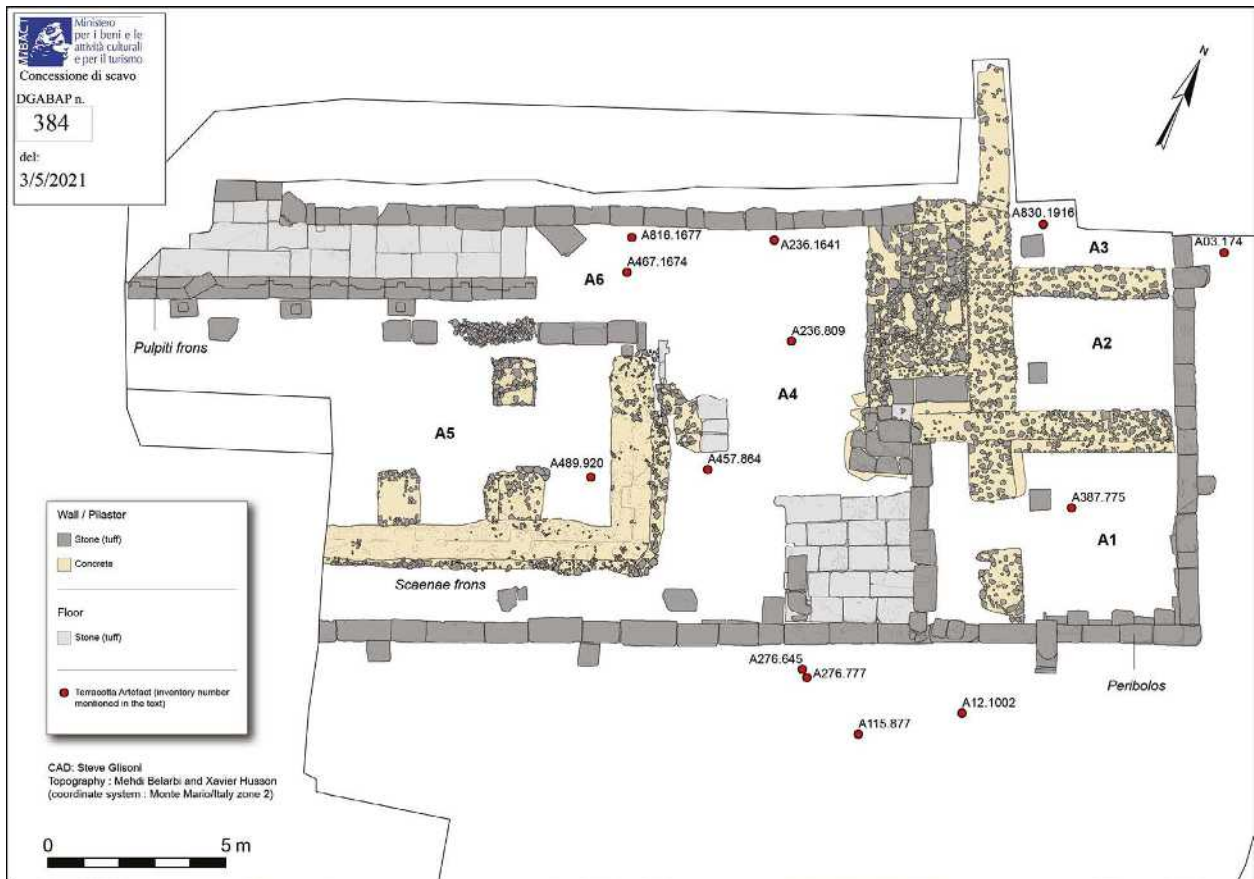 MiBACT
Ministero
per i beni e le
attività culturali
e per il turismo
Concessione di scavo
DGABAP n.
384
del:
3/5/2021
N
A830.1916
A03.174
A3
A816.1677
A236.1641
A467.1674
A6
A2
A236.809
Pulpiti frons
A4
A5
A489.920
A457.864
A387.775
A1
Scaenae frons
Wall / Pilastor
Stone (tuff)
Concrete
Floor
Stone (tuff)
Terracotta Artefact (inventory number
mentioned in the text)
A276.645
A276.777
Peribolos
A12.1002
A115.877
CAD: Steve Glisoni
Topography : Mehdi Belarbi and Xavier Husson
(coordinate system : Monte Mario/Italy zone 2)
0
5 m